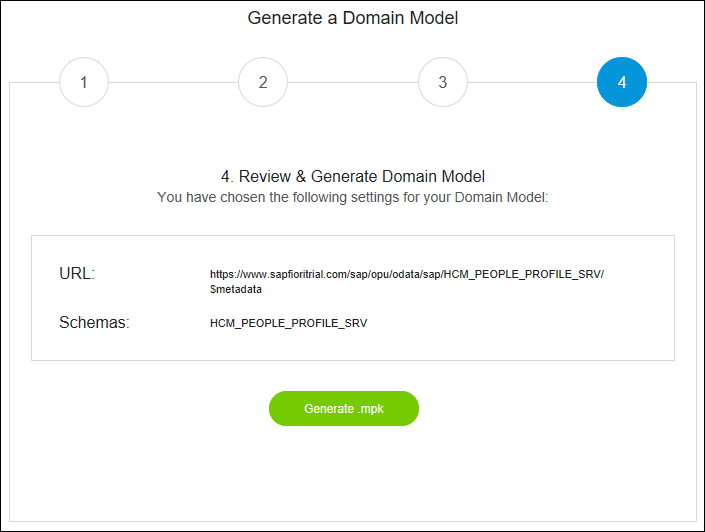 Generate a Domain Model
1
2
3
4
4. Review & Generate Domain Model
You have chosen the following settings for your Domain Model:
URL:
https://www.sapfioritrial.com/sap/opu/odata/sap/HCM_PEOPLE_PROFILE_SRV/
$metadata
Schemas:
HCM_PEOPLE_PROFILE_SRV
Generate .mpk